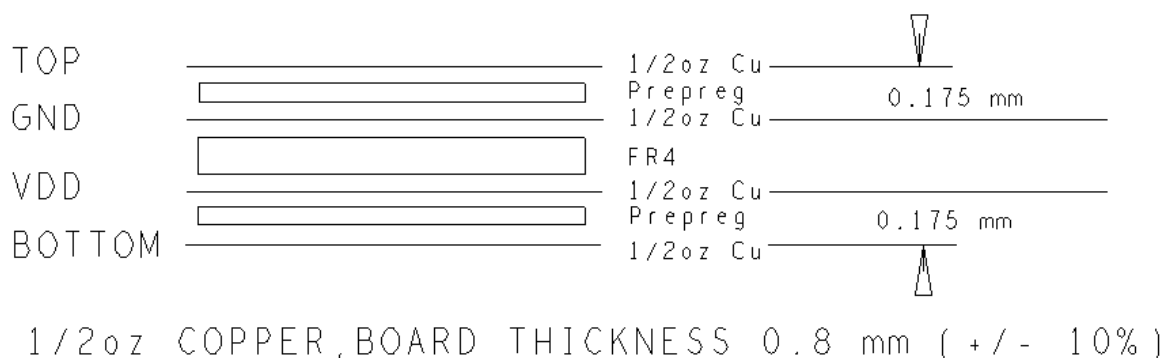 TOP
1/2oz Cu
Prepreg
0.175 mm
GND
1/2oz Cu
FR4
VDD
1/2oz Cu
Prepreg
0.175 mm
BOTTOM
1/2oz Cu
1/2oz COPPER,BOARD THICKNESS 0.8 mm (+/- 10%)